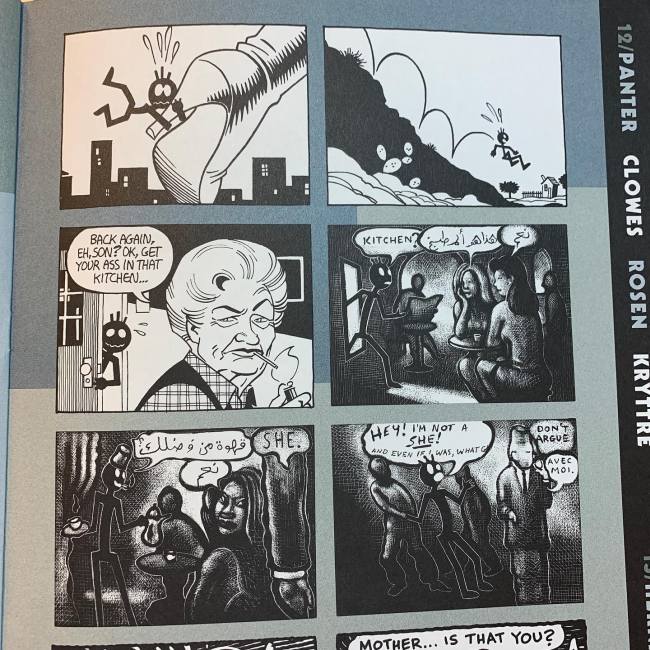 BACK AGAIN,
EH, SON? OK, GET
YOUR ASS IN THAT
KITCHEN...
KITCHEN?
هذا هو المطبخ
نعم
قهوة من فضلك؟
نعم
SHE.
HEY! I'M NOT A
SHE!
AND EVEN IF I WAS, WHAT G
DON'T
ARGUE
AVEC
MOI.
MOTHER... IS THAT YOU?
12/PANTER CLOWES ROSEN KRYTTRE